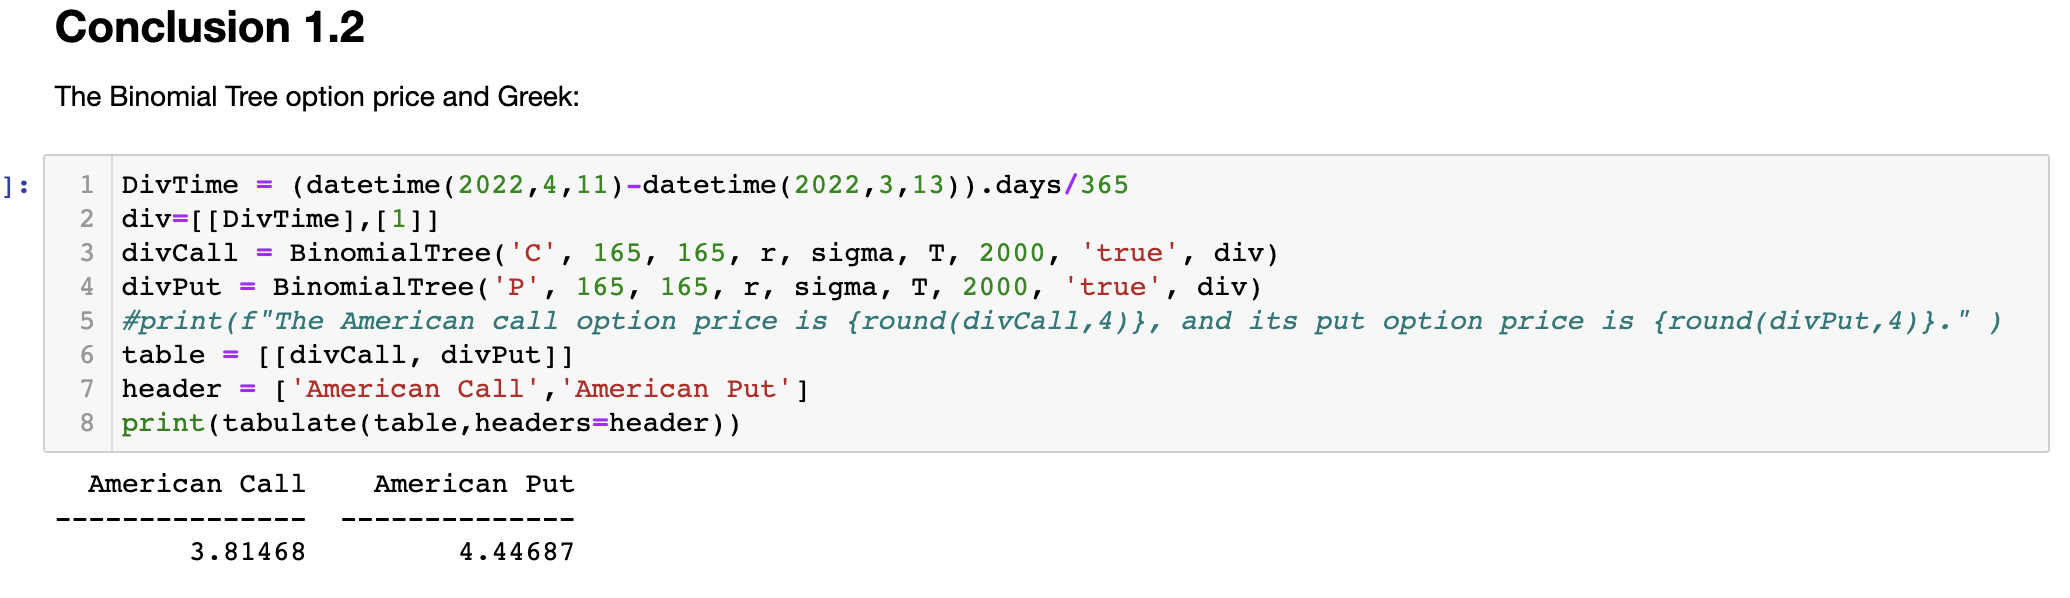 Conclusion 1.2
The Binomial Tree option price and Greek:
]:
1 DivTime = (datetime(2022,4,11)-datetime(2022,3,13)).days/365
2 div=[[DivTime],[1]]
3 divCall = BinomialTree('C', 165, 165, r, sigma, T, 2000, 'true', div)
4 divPut = BinomialTree('P', 165, 165, r, sigma, T, 2000, 'true', div)
5 #print(f"The American call option price is {round(divCall,4)}, and its put option price is {round(divPut,4)}." )
6 table = [[divCall, divPut]]
7 header = ['American Call','American Put']
8 print(tabulate(table,headers=header))
American Call    American Put
---------------  --------------
3.81468         4.44687